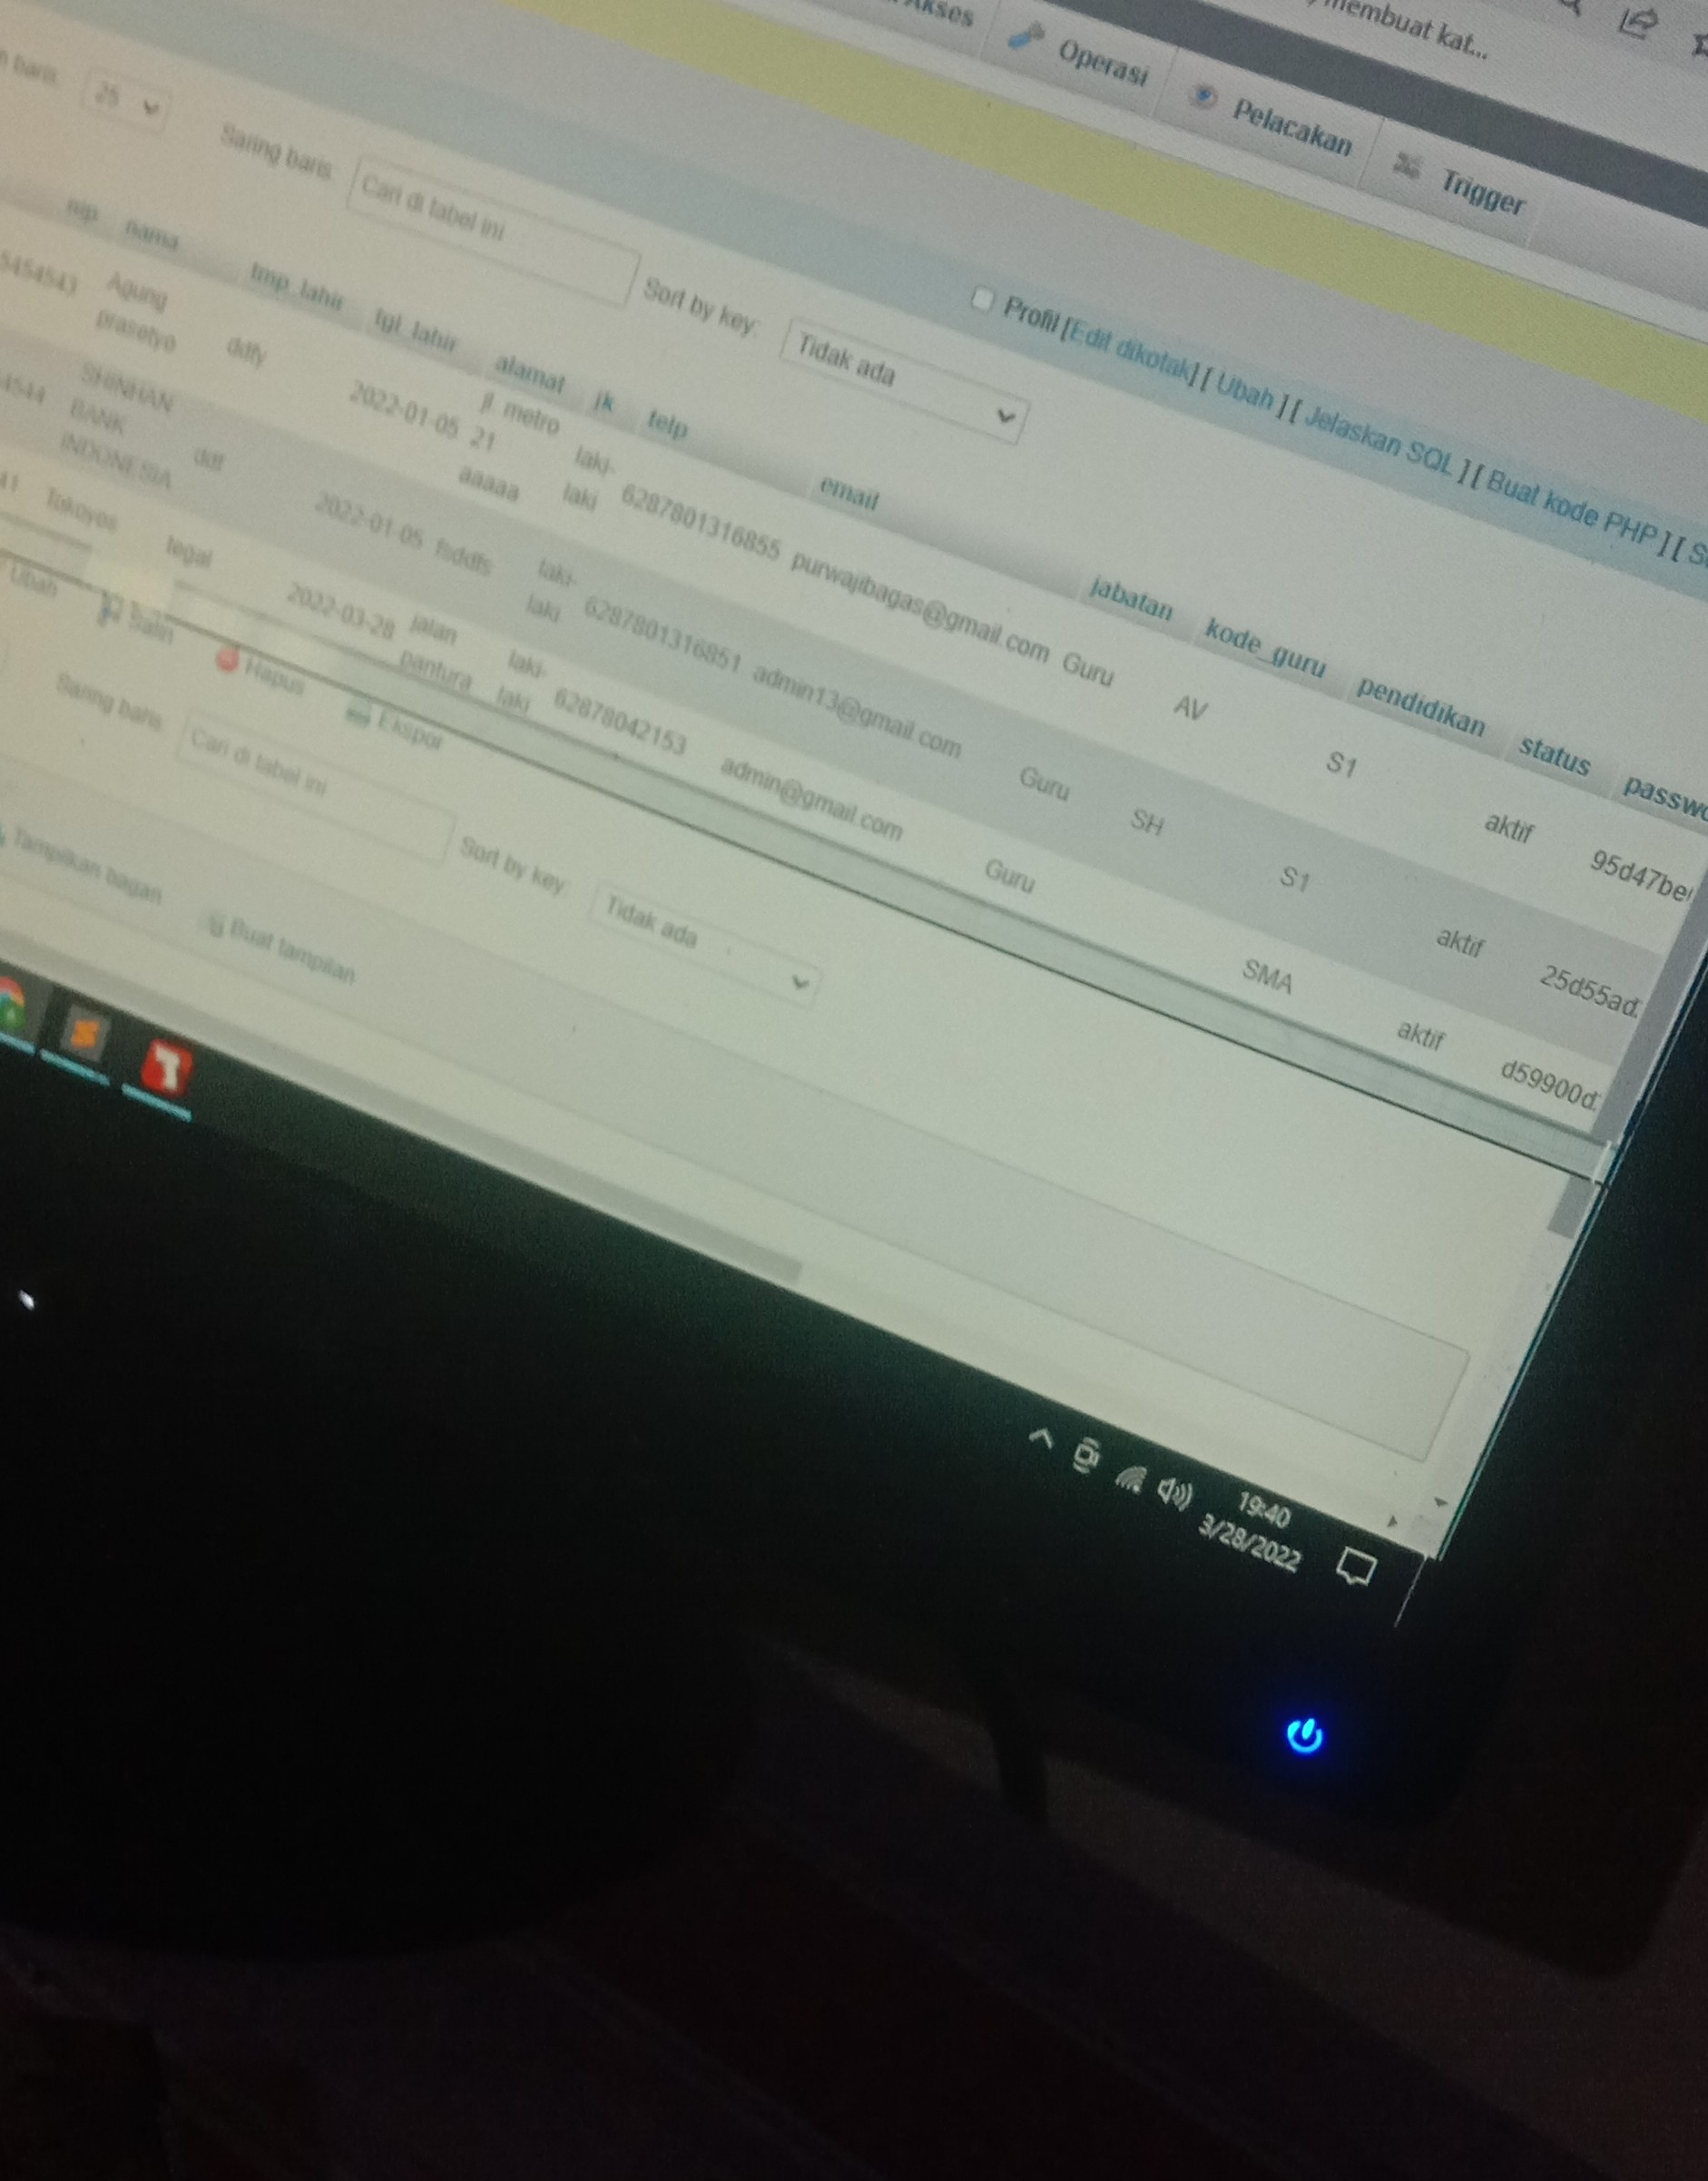 membuat kat...
Akses Operasi Pelacakan Trigger
Profil [Edit dikotak] [ Ubah ] [ Jelaskan SQL ] [ Buat kode PHP ] [
baris 25 Saring baris: Cari di tabel ini Sort by key: Tidak ada
nip nama tmp_lahir tgl_lahir alamat jk telp email jabatan kode_guru pendidikan status
5454543 Agung prasetyo ddfy 2022-01-05 jl. metro 21 aaaaa laki-laki 6287801316855 purwajibagas@gmail.com Guru AV S1 aktif 95d47be
4544 SHINHAN BANK INDONESIA ddf 2022-01-05 fsddfs laki-laki 6287801316851 admin13@gmail.com Guru SH S1 aktif 25d55ad
41 Tokoyos tegal 2022-03-28 jalan pantura laki-laki 62878042153 admin@gmail.com Guru SMA aktif d59900d
Ubah Salin Hapus Ekspor
Saring baris: Cari di tabel ini Sort by key: Tidak ada
Tampilkan bagan Buat tampilan
19:40
3/28/2022